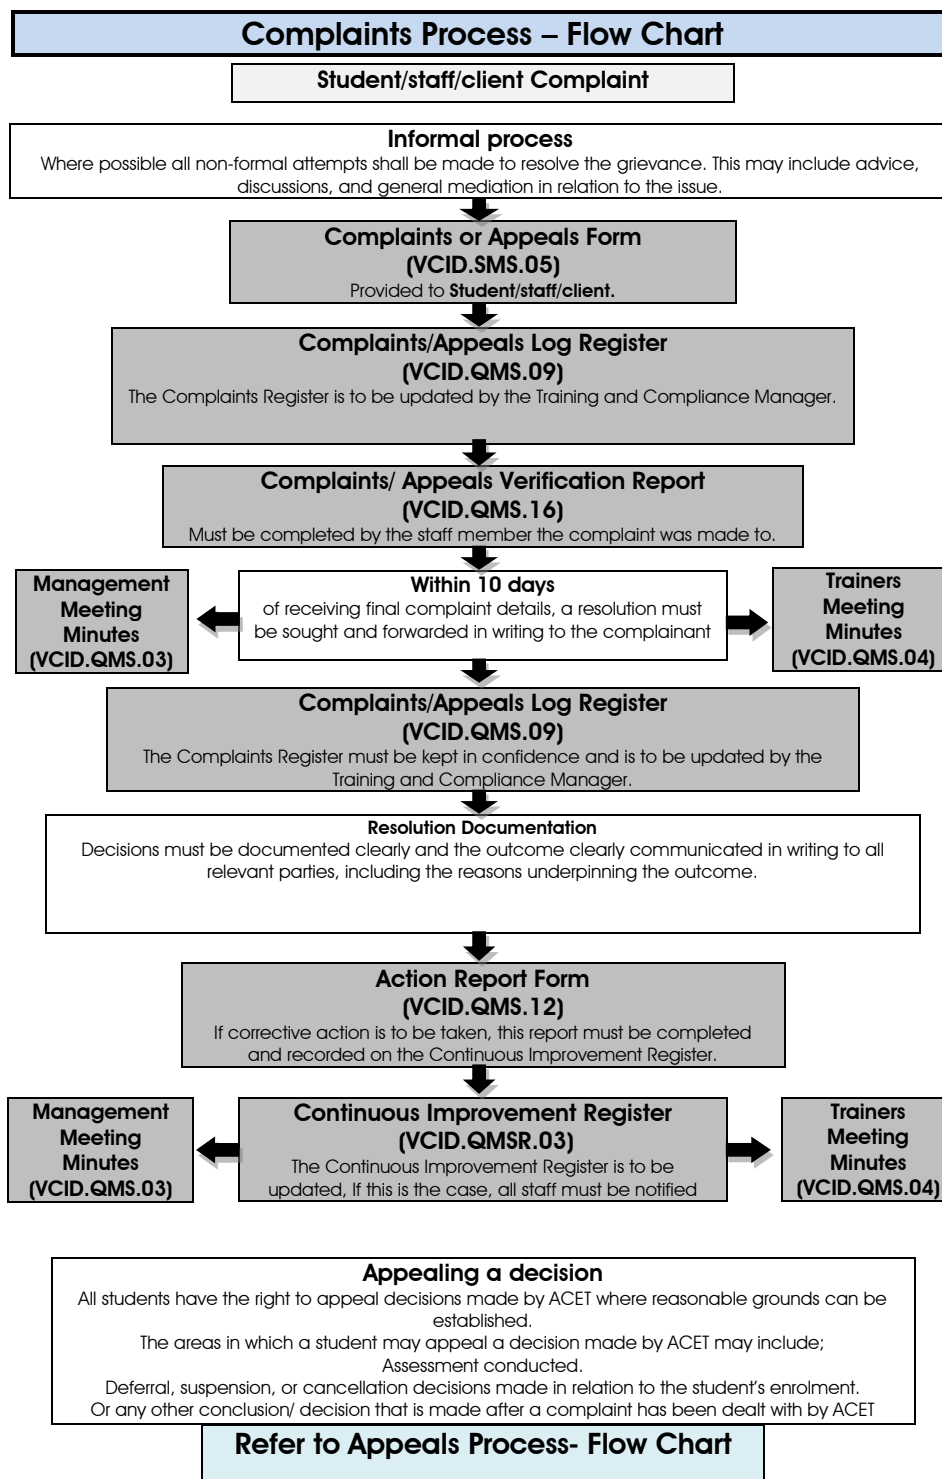 Complaints Process – Flow Chart
Student/staff/client Complaint
Informal process
Where possible all non-formal attempts shall be made to resolve the grievance. This may include advice,
discussions, and general mediation in relation to the issue.
Complaints or Appeals Form
(VCID.SMS.05)
Provided to Student/staff/client.
Complaints/Appeals Log Register
(VCID.QMS.09)
The Complaints Register is to be updated by the Training and Compliance Manager.
Complaints/ Appeals Verification Report
(VCID.QMS.16)
Must be completed by the staff member the complaint was made to.
Management
Meeting
Minutes
(VCID.QMS.03)
Within 10 days
of receiving final complaint details, a resolution must
be sought and forwarded in writing to the complainant
Trainers
Meeting
Minutes
(VCID.QMS.04)
Complaints/Appeals Log Register
(VCID.QMS.09)
The Complaints Register must be kept in confidence and is to be updated by the
Training and Compliance Manager.
Resolution Documentation
Decisions must be documented clearly and the outcome clearly communicated in writing to all
relevant parties, including the reasons underpinning the outcome.
Action Report Form
(VCID.QMS.12)
If corrective action is to be taken, this report must be completed
and recorded on the Continuous Improvement Register.
Management
Meeting
Minutes
(VCID.QMS.03)
Continuous Improvement Register
(VCID.QMSR.03)
The Continuous Improvement Register is to be
updated, If this is the case, all staff must be notified
Trainers
Meeting
Minutes
(VCID.QMS.04)
Appealing a decision
All students have the right to appeal decisions made by ACET where reasonable grounds can be
established.
The areas in which a student may appeal a decision made by ACET may include;
Assessment conducted.
Deferral, suspension, or cancellation decisions made in relation to the student's enrolment.
Or any other conclusion/ decision that is made after a complaint has been dealt with by ACET
Refer to Appeals Process- Flow Chart